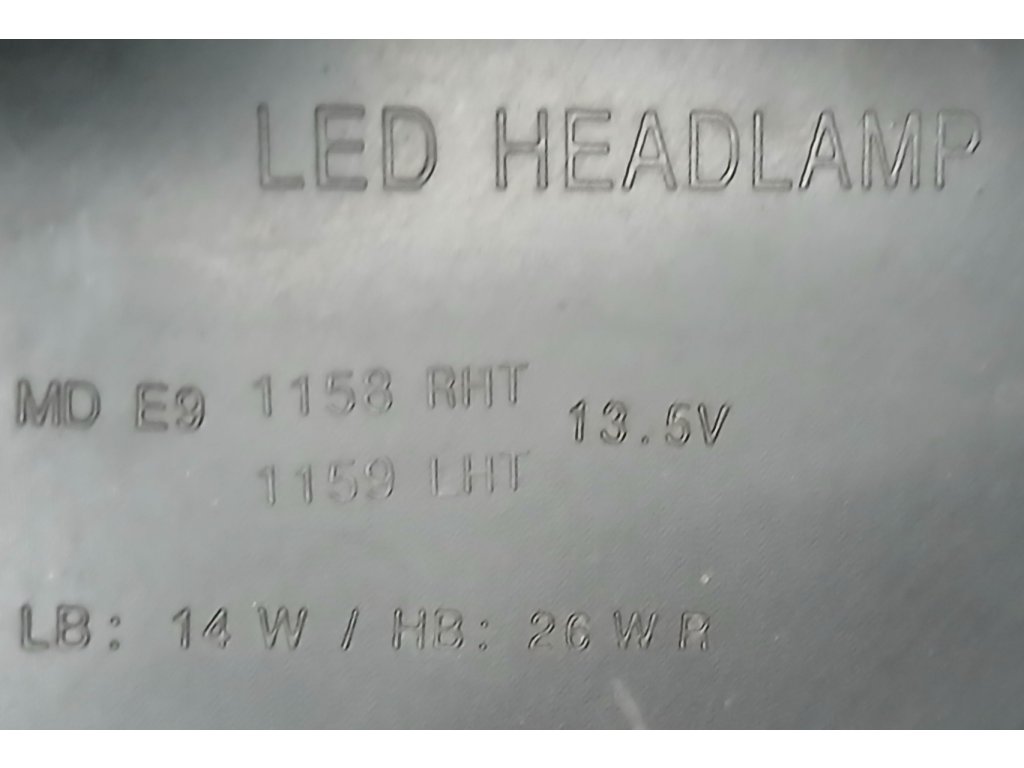 LED HEADLAMP
MD E9 1158 RHT 13.5V
1159 LHT
LB: 14 W / HB: 26 W R